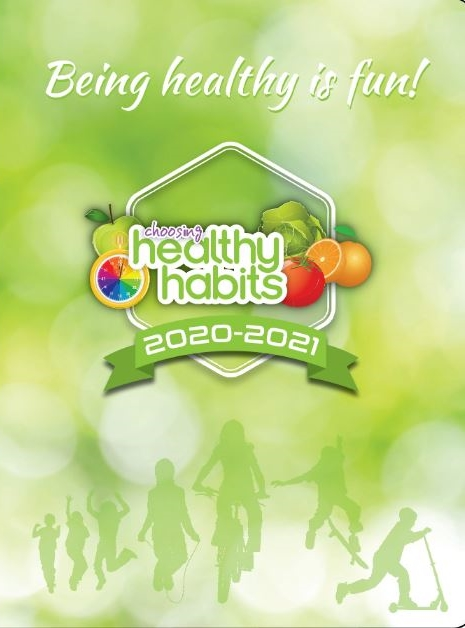 Being healthy is fun!
choosing
healthy
habits
2020-2021